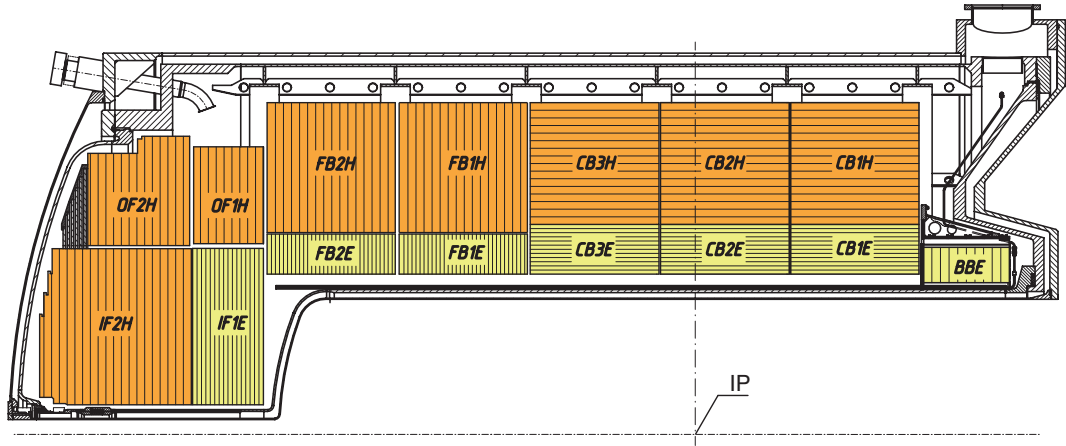 FB2H
FB1H
CB3H
CB2H
CB1H
OF2H
OF1H
FB2E
FB1E
CB3E
CB2E
CB1E
BBE
IF2H
IF1E
IP